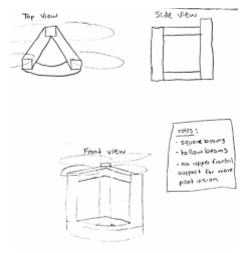 Top View
Side View
Front view
notes:
- square beams
- hollow beams
- no upper frontal
support for more
pilot vision